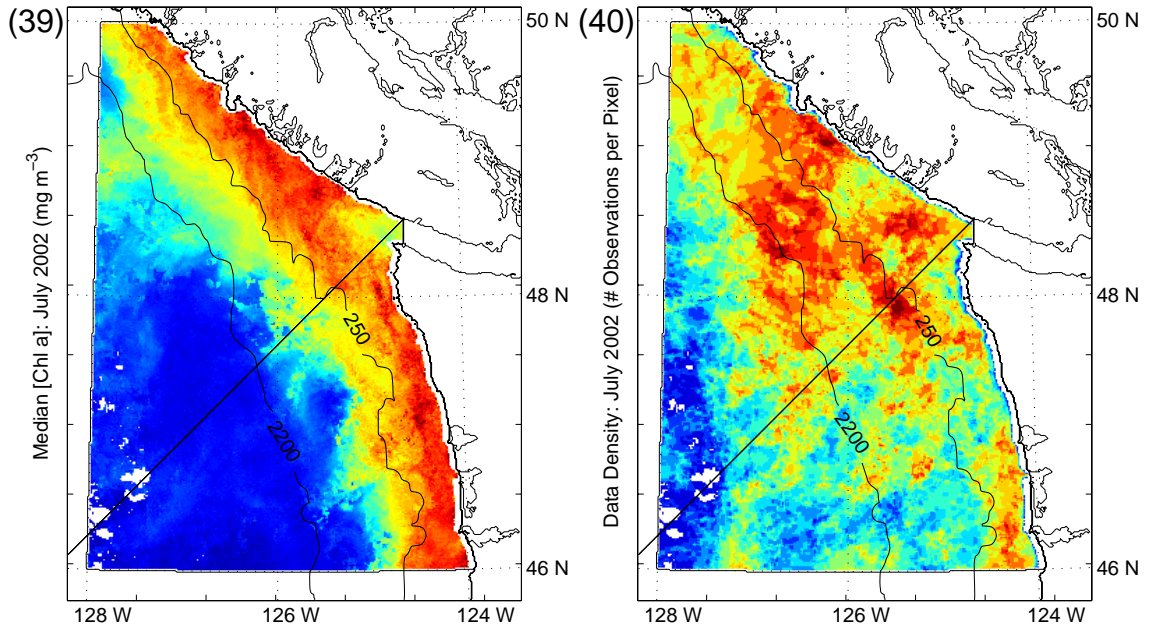 (39)
Median [Chl a]: July 2002 (mg m⁻³)
250
2200
50 N
48 N
46 N
128 W
126 W
124 W
(40)
Data Density: July 2002 (# Observations per Pixel)
250
2200
50 N
48 N
46 N
128 W
126 W
124 W